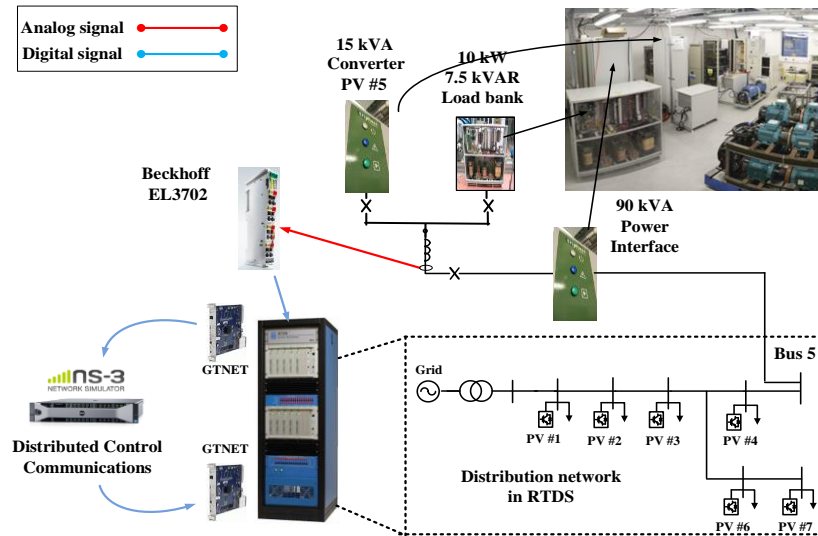 Analog signal
Digital signal
15 kVA
Converter
PV #5
10 kW
7.5 kVAR
Load bank
Beckhoff
EL3702
90 kVA
Power
Interface
GTNET
ns-3
NETWORK SIMULATOR
Distributed Control
Communications
GTNET
Bus 5
Grid
PV #1
PV #2
PV #3
PV #4
Distribution network
in RTDS
PV #6
PV #7